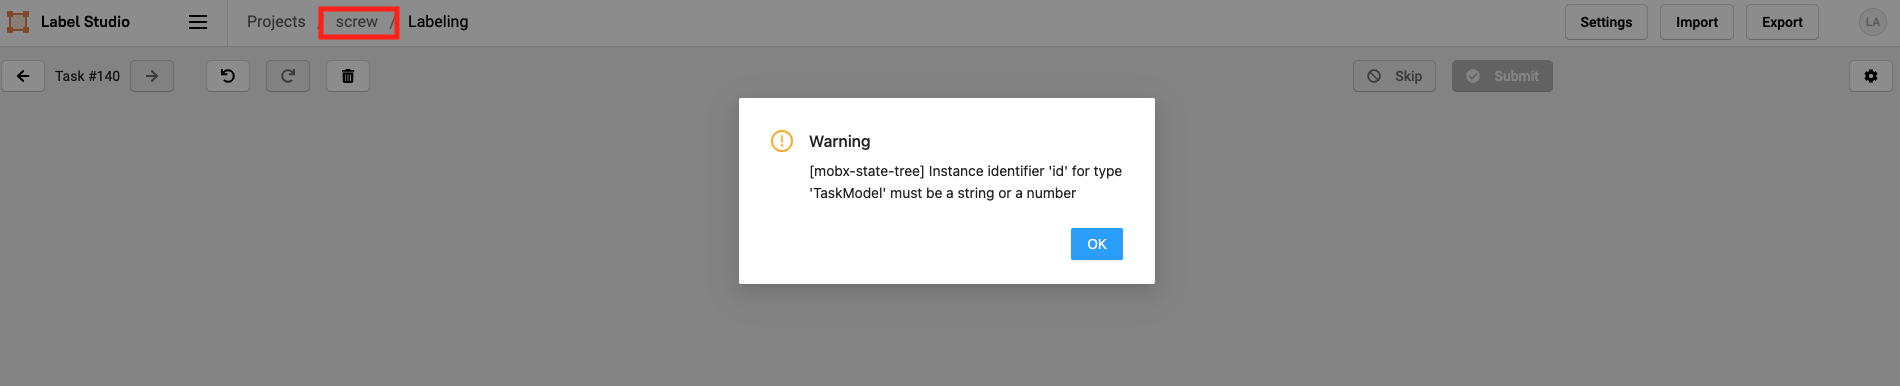 Label Studio
Projects / screw / Labeling
Settings
Import
Export
LA
Task #140
Skip
Submit
Warning
[mobx-state-tree] Instance identifier 'id' for type
'TaskModel' must be a string or a number
OK